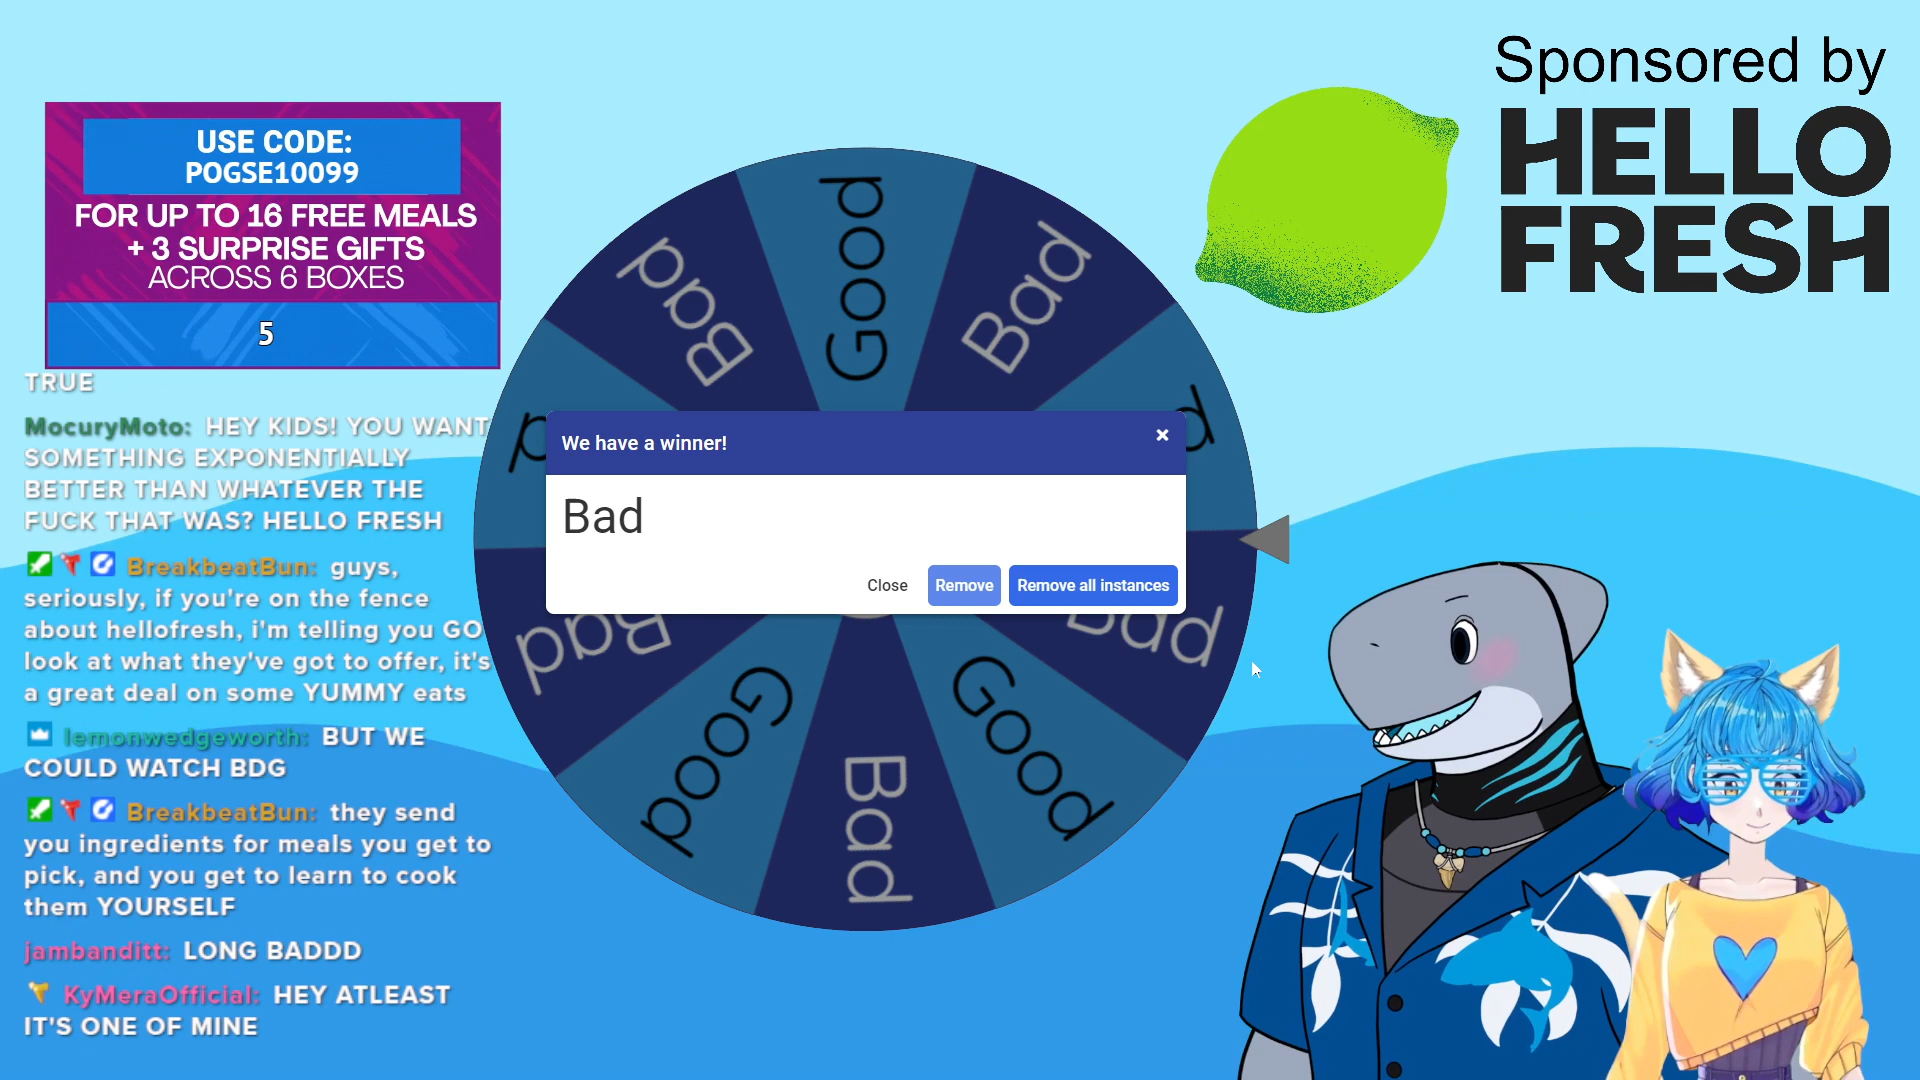 Sponsored by
HELLO
FRESH
USE CODE:
POGSE10099
FOR UP TO 16 FREE MEALS
+ 3 SURPRISE GIFTS
ACROSS 6 BOXES
5
TRUE
MocuryMoto: HEY KIDS! YOU WANT
SOMETHING EXPONENTIALLY
BETTER THAN WHATEVER THE
FUCK THAT WAS? HELLO FRESH
BreakbeatBun: guys,
seriously, if you're on the fence
about hellofresh, i'm telling you GO
look at what they've got to offer, it's
a great deal on some YUMMY eats
lemonwedgeworth: BUT WE
COULD WATCH BDG
BreakbeatBun: they send
you ingredients for meals you get to
pick, and you get to learn to cook
them YOURSELF
jambanditt: LONG BADDD
KyMeraOfficial: HEY ATLEAST
IT'S ONE OF MINE
Bad
Good
Bad
We have a winner!
×
Bad
Close
Remove
Remove all instances
Bad
Good
Bad
Good
Bad